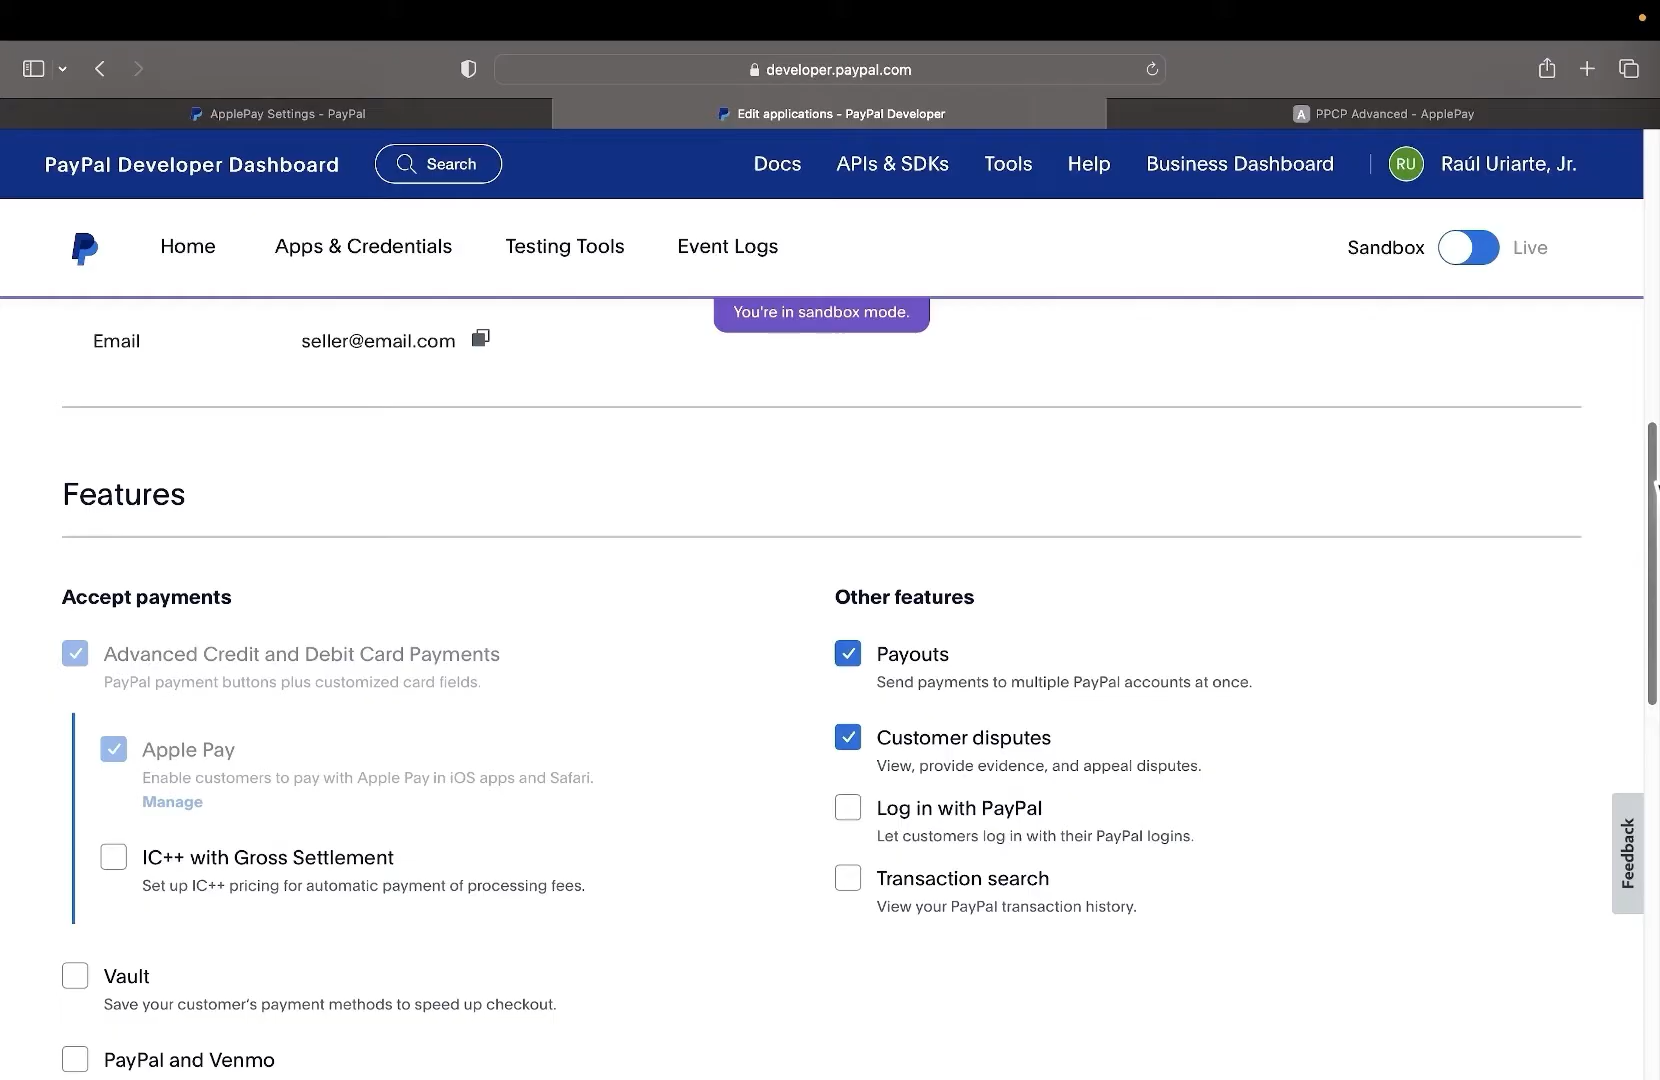 developer.paypal.com
ApplePay Settings - PayPal
Edit applications - PayPal Developer
A PPCP Advanced - ApplePay
PayPal Developer Dashboard
Search
Docs
APIs & SDKs
Tools
Help
Business Dashboard
RU
Raúl Uriarte, Jr.
Home
Apps & Credentials
Testing Tools
Event Logs
Sandbox
Live
You're in sandbox mode.
Email
seller@email.com
Features
Accept payments
Advanced Credit and Debit Card Payments
PayPal payment buttons plus customized card fields.
Apple Pay
Enable customers to pay with Apple Pay in iOS apps and Safari.
Manage
IC++ with Gross Settlement
Set up IC++ pricing for automatic payment of processing fees.
Vault
Save your customer's payment methods to speed up checkout.
PayPal and Venmo
Other features
Payouts
Send payments to multiple PayPal accounts at once.
Customer disputes
View, provide evidence, and appeal disputes.
Log in with PayPal
Let customers log in with their PayPal logins.
Transaction search
View your PayPal transaction history.
Feedback